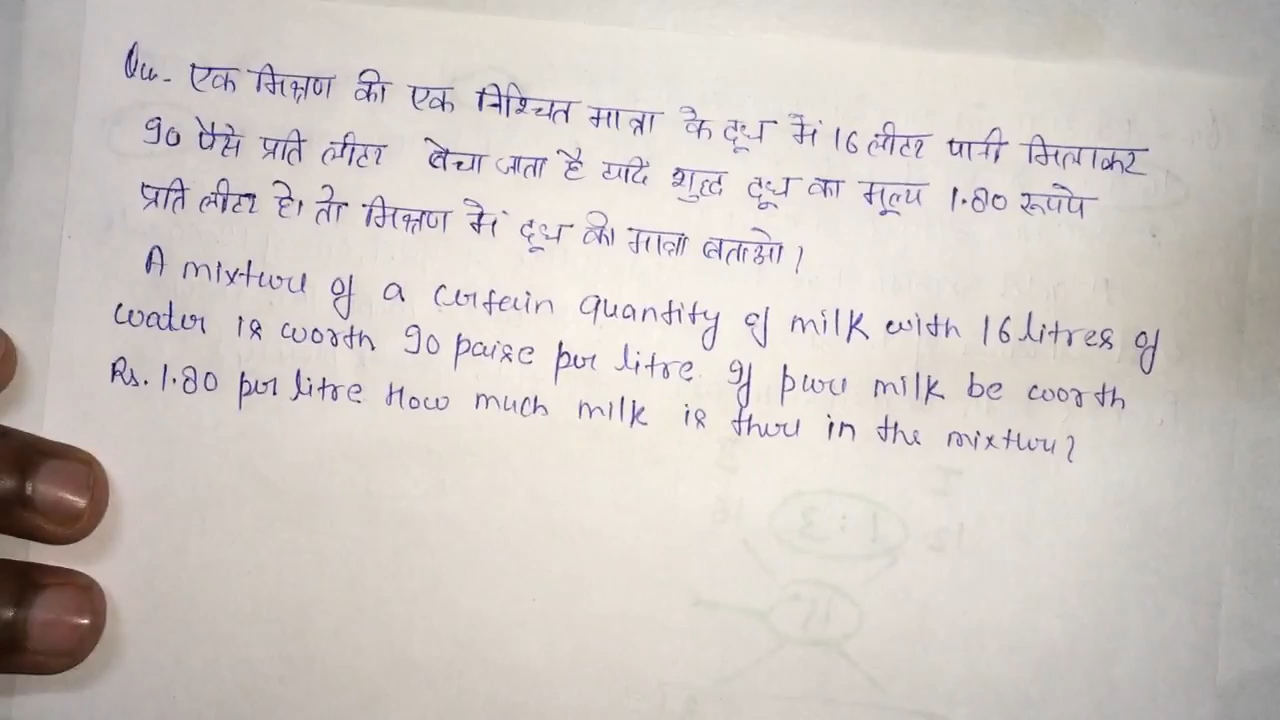 Qu- एक मिश्रण की एक निश्चित मात्रा के दूध में 16 लीटर पानी मिलाकर
90 पैसे प्रति लीटर बेचा जाता है यदि शुद्ध दूध का मूल्य 1.80 रूपये
प्रति लीटर है। तो मिश्रण में दूध की मात्रा बताओ।
A mixture of a certain quantity of milk with 16 litres of
water is worth 90 paise per litre. If pure milk be worth
Rs. 1.80 per litre How much milk is there in the mixture?